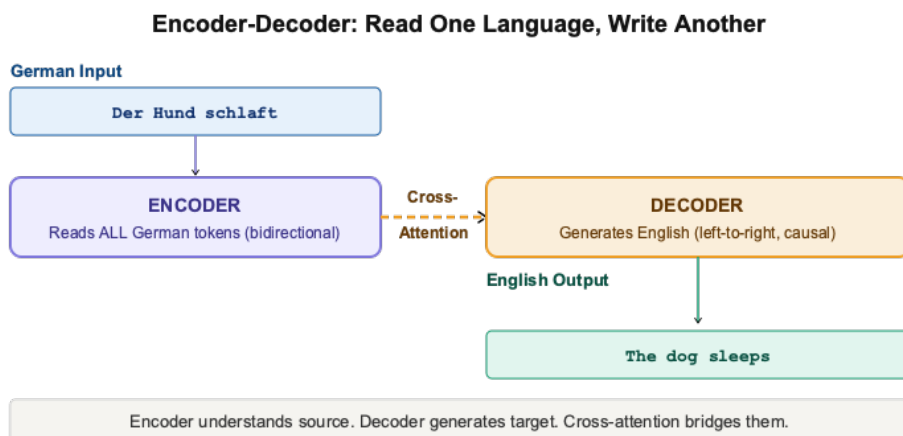 Encoder-Decoder: Read One Language, Write Another
German Input
Der Hund schlaft
ENCODER
Reads ALL German tokens (bidirectional)
Cross-
Attention
DECODER
Generates English (left-to-right, causal)
English Output
The dog sleeps
Encoder understands source. Decoder generates target. Cross-attention bridges them.